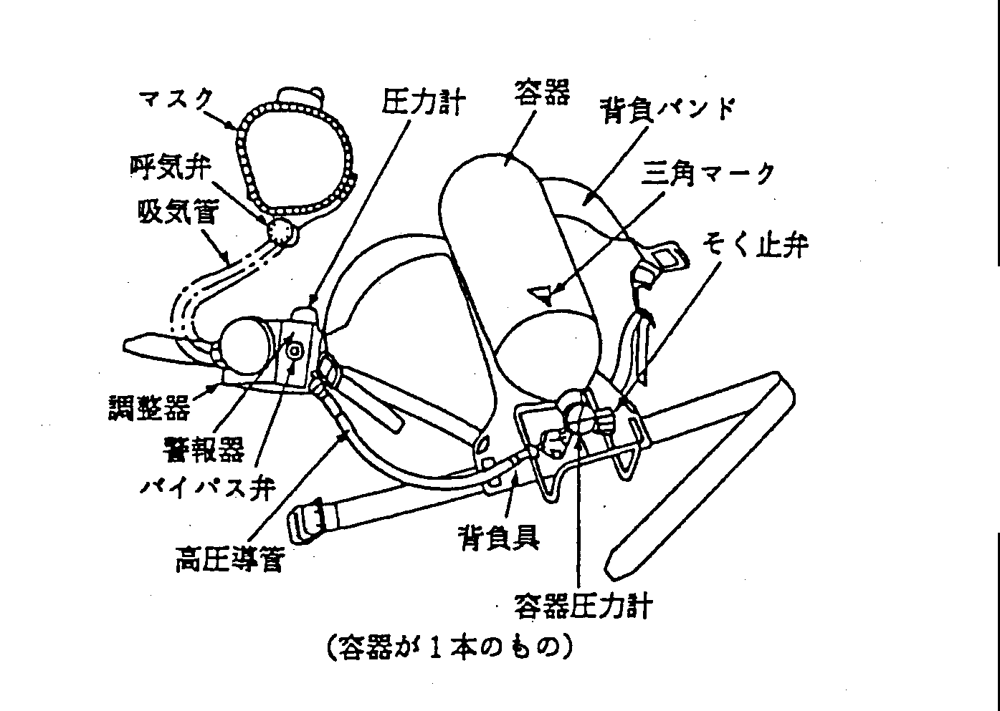 マスク
圧力計
容器
背負バンド
呼気弁
三角マーク
吸気管
そく止弁
調整器
警報器
バイパス弁
高圧導管
背負具
容器圧力計
(容器が1本のもの)